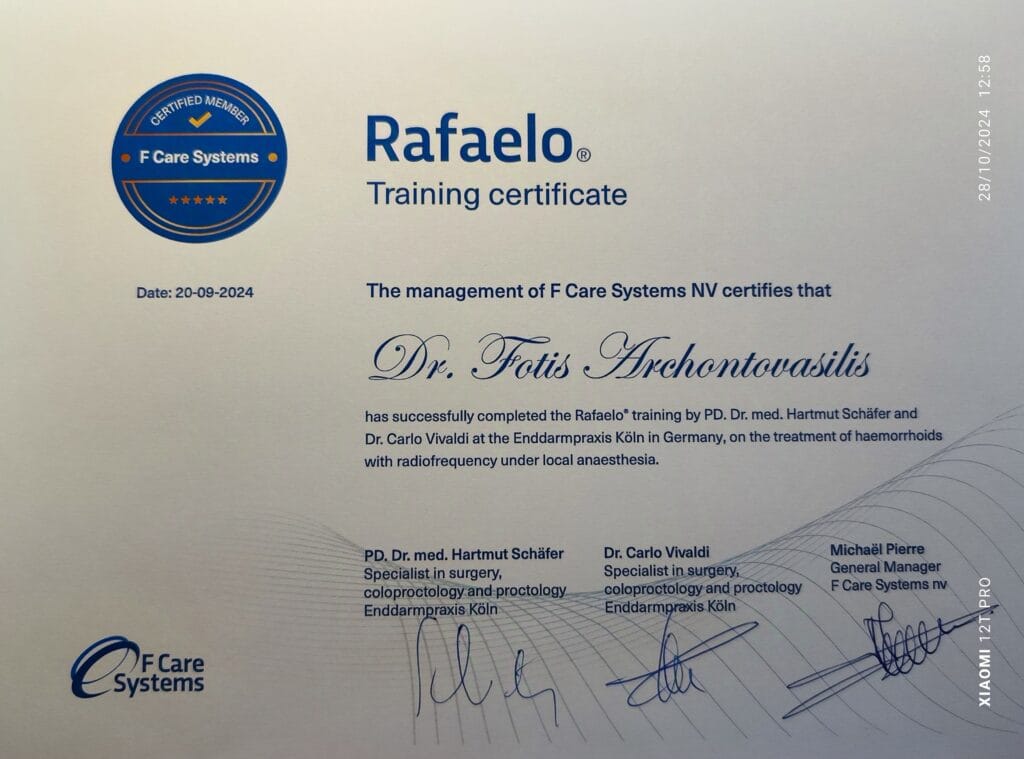 CERTIFIED MEMBER
F Care Systems
Rafaelo®
Training certificate
Date: 20-09-2024
The management of F Care Systems NV certifies that
Dr. Fotis Archontovasilis
has successfully completed the Rafaelo® training by PD. Dr. med. Hartmut Schäfer and
Dr. Carlo Vivaldi at the Enddarmpraxis Köln in Germany, on the treatment of haemorrhoids
with radiofrequency under local anaesthesia.
PD. Dr. med. Hartmut Schäfer
Specialist in surgery,
coloproctology and proctology
Enddarmpraxis Köln
Dr. Carlo Vivaldi
Specialist in surgery,
coloproctology and proctology
Enddarmpraxis Köln
Michaël Pierre
General Manager
F Care Systems nv
F Care
Systems
XIAOMI 12T PRO
28/10/2024 12:58